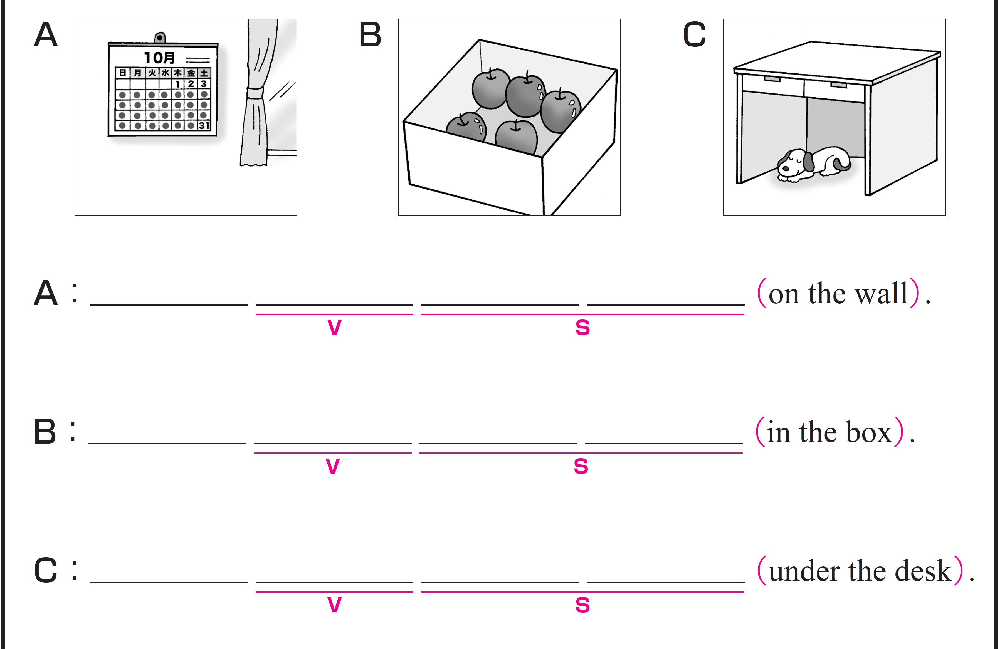 A B C
10月
日 月 火 水 木 金 土
1 2 3
31
A : (on the wall).
V S
B : (in the box).
V S
C : (under the desk).
V S